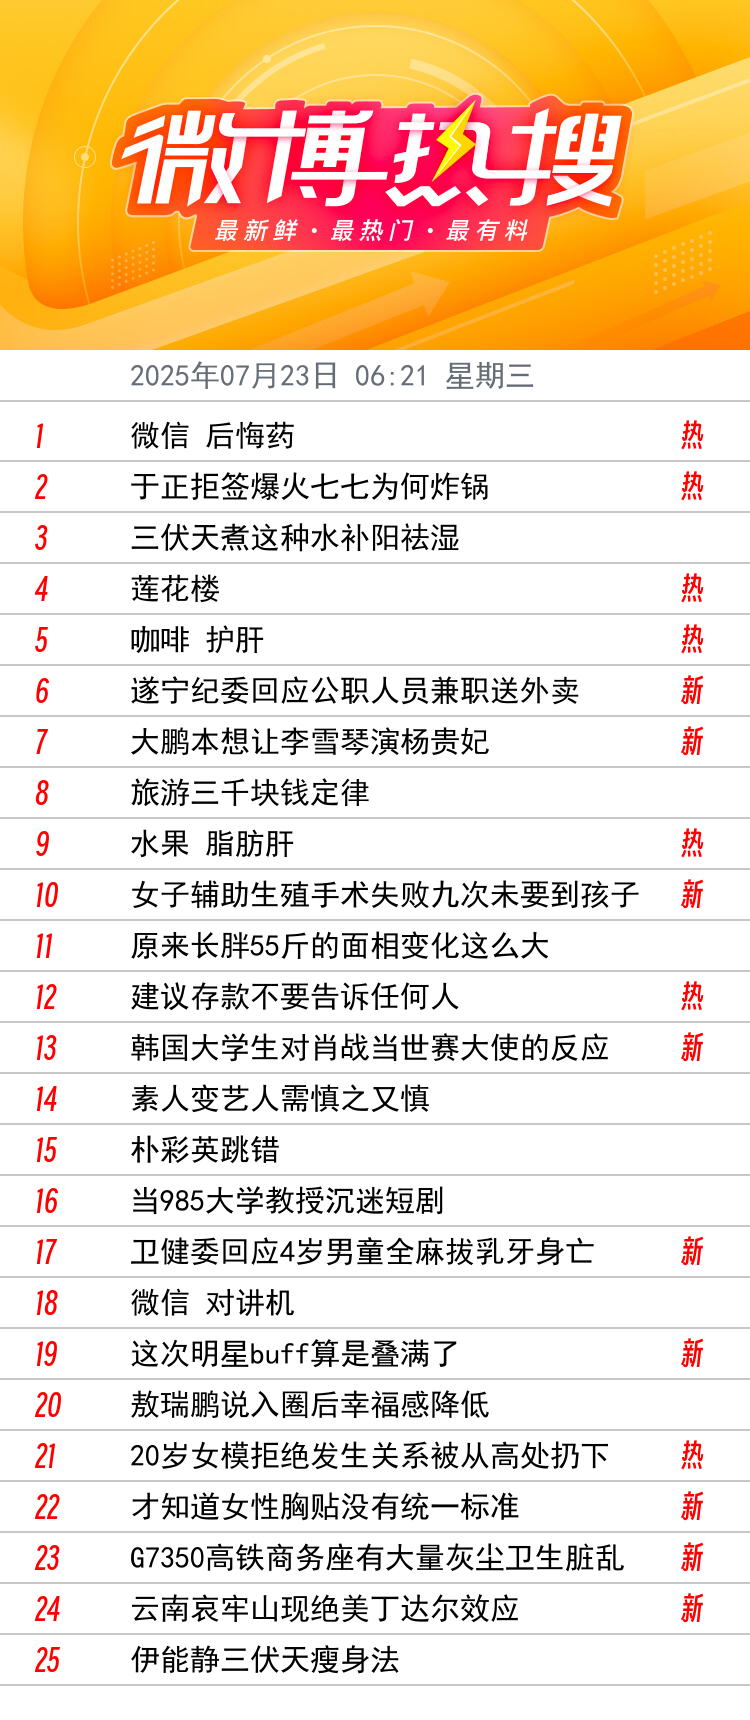 微博热搜
最新鲜·最热门·最有料
2025年07月23日 06:21 星期三
1 微信 后悔药 热
2 于正拒签爆火七七为何炸锅 热
3 三伏天煮这种水补阳祛湿
4 莲花楼 热
5 咖啡 护肝 热
6 遂宁纪委回应公职人员兼职送外卖 新
7 大鹏本想让李雪琴演杨贵妃 新
8 旅游三千块钱定律
9 水果 脂肪肝 热
10 女子辅助生殖手术失败九次未要到孩子 新
11 原来长胖55斤的面相变化这么大
12 建议存款不要告诉任何人 热
13 韩国大学生对肖战当世赛大使的反应 新
14 素人变艺人需慎之又慎
15 朴彩英跳错
16 当985大学教授沉迷短剧
17 卫健委回应4岁男童全麻拔乳牙身亡 新
18 微信 对讲机
19 这次明星buff算是叠满了 新
20 敖瑞鹏说入圈后幸福感降低
21 20岁女模拒绝发生关系被从高处扔下 热
22 才知道女性胸贴没有统一标准 新
23 G7350高铁商务座有大量灰尘卫生脏乱 新
24 云南哀牢山现绝美丁达尔效应 新
25 伊能静三伏天瘦身法